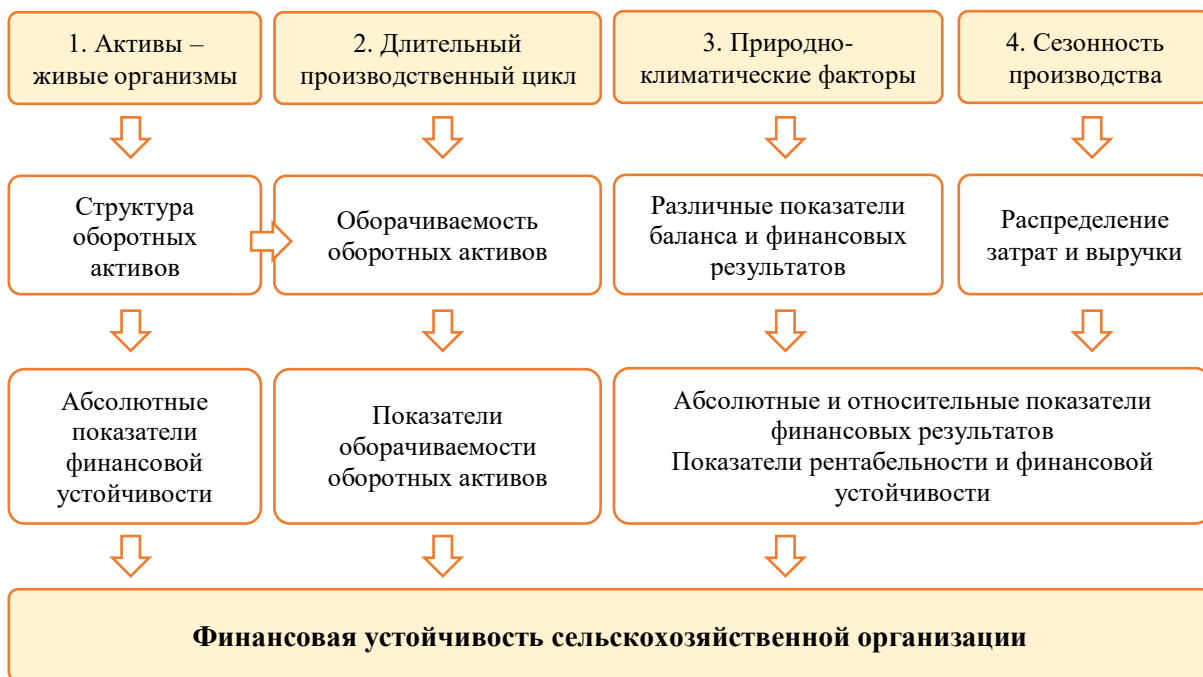 1. Активы –
живые организмы
2. Длительный
производственный цикл
3. Природно-
климатические факторы
4. Сезонность
производства
Структура
оборотных
активов
Оборачиваемость
оборотных активов
Различные показатели
баланса и финансовых
результатов
Распределение
затрат и выручки
Абсолютные
показатели
финансовой
устойчивости
Показатели
оборачиваемости
оборотных активов
Абсолютные и относительные показатели
финансовых результатов
Показатели рентабельности и финансовой
устойчивости
Финансовая устойчивость сельскохозяйственной организации